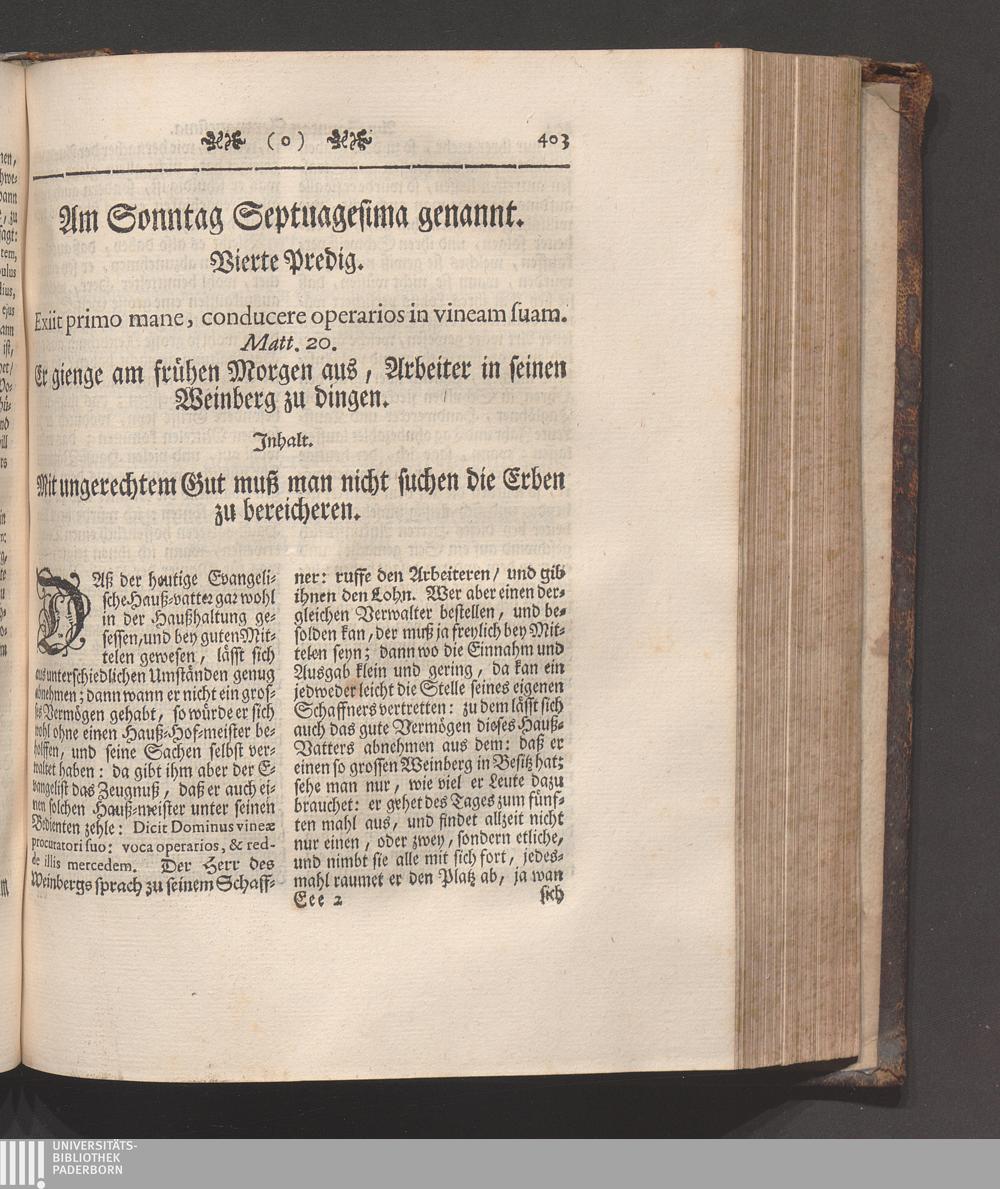 ( o ) 403
Am Sonntag Septuagesima genannt.
Vierte Predig.
Exiit primo mane, conducere operarios in vineam suam.
Matt. 20.
Er gienge am frühen Morgen aus, Arbeiter in seinen
Weinberg zu dingen.
Inhalt.
Mit ungerechtem Gut muß man nicht suchen die Erben
zu bereicheren.
DAß der heutige Evangeli-
sche Hauß-vatter gar wohl
in der Haußhaltung ge-
sessen, und bey guten Mit-
telen gewesen, lässt sich
aus unterschiedlichen Umständen genug
abnehmen; dann wann er nicht ein gros-
ses Vermögen gehabt, so würde er sich
wohl ohne einen Hauß-Hof-meister be-
holffen, und seine Sachen selbst ver-
waltet haben: da gibt ihm aber der E-
vangelist das Zeugnuß, daß er auch ei-
nen solchen Hauß-meister unter seinen
Bedienten zehle: Dicit Dominus vineæ
procuratori suo: voca operarios, & red-
de illis mercedem. Der Herr des
Weinbergs sprach zu seinem Schaff-
ner: ruffe den Arbeiteren/ und gib
ihnen den Lohn. Wer aber einen der-
gleichen Verwalter bestellen, und be-
solden kan, der muß ja freylich bey Mit-
telen seyn; dann wo die Einnahm und
Ausgab klein und gering, da kan ein
jedweder leicht die Stelle seines eigenen
Schaffners vertretten: zu dem lässt sich
auch das gute Vermögen dieses Hauß-
Vatters abnehmen aus dem: daß er
einen so grossen Weinberg in Besitz hat;
sehe man nur, wie viel er Leute dazu
brauchet: er gehet des Tages zum fünf-
ten mahl aus, und findet allzeit nicht
nur einen, oder zwey, sondern etliche,
und nimbt sie alle mit sich fort, jedes-
mahl raumet er den Platz ab, ja wan
Eee 2 sich
UNIVERSITÄTS-
BIBLIOTHEK
PADERBORN